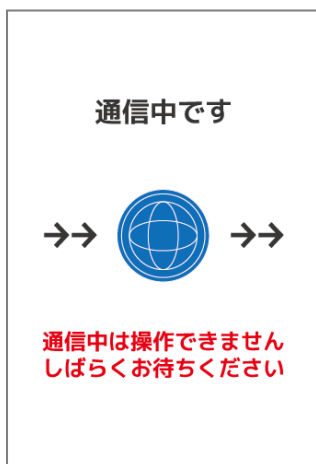 通信中です
→→ →→
通信中は操作できません
しばらくお待ちください